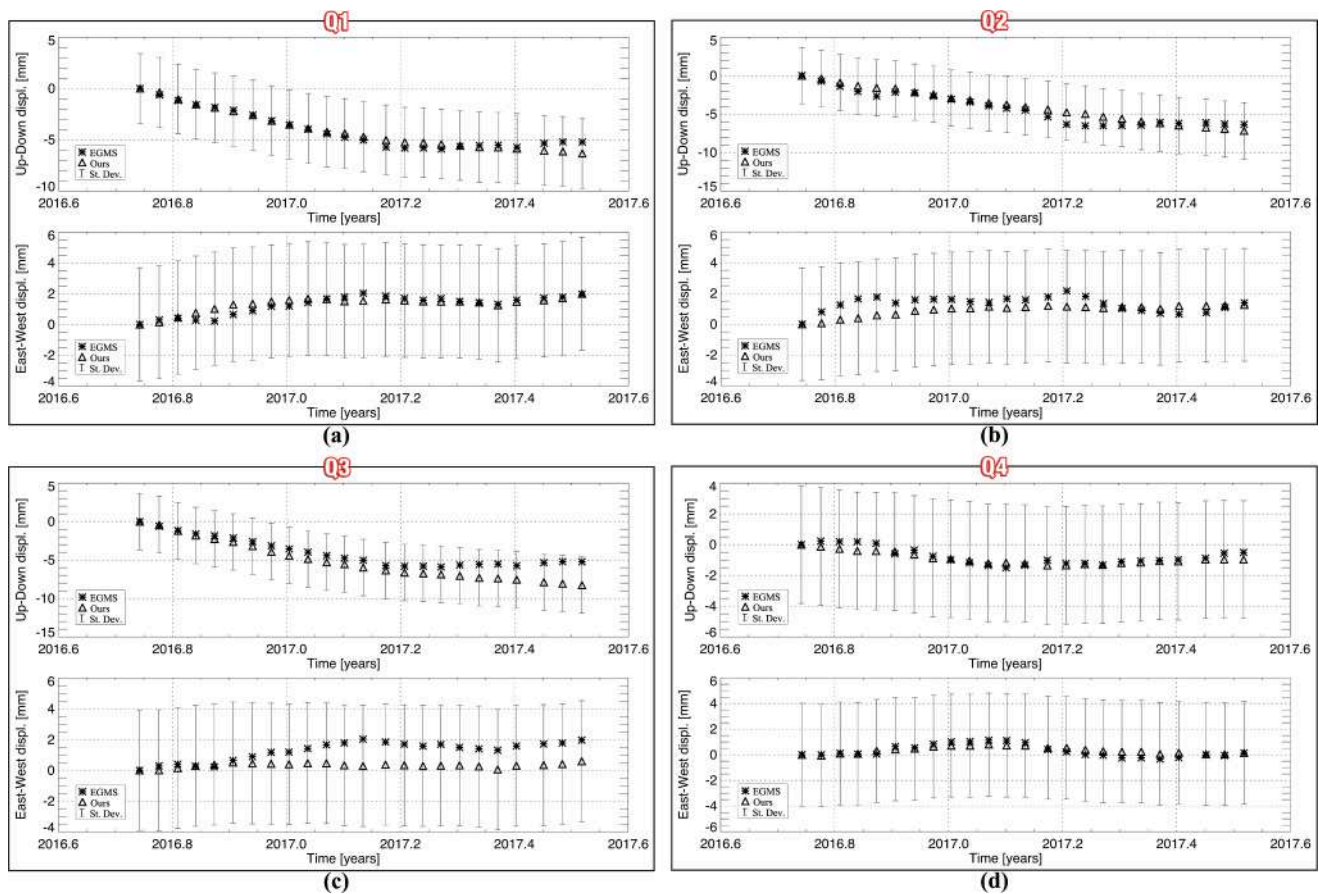 Q1
Up-Down displ. [mm]
5
0
-5
-10
EGMS
Ours
St. Dev.
2016.6 2016.8 2017.0 2017.2 2017.4 2017.6
Time [years]
East-West displ. [mm]
6
4
2
0
-2
-4
EGMS
Ours
St. Dev.
2016.6 2016.8 2017.0 2017.2 2017.4 2017.6
Time [years]
(a)
Q2
Up-Down displ. [mm]
5
0
-5
-10
-15
EGMS
Ours
St. Dev.
2016.6 2016.8 2017.0 2017.2 2017.4 2017.6
Time [years]
East-West displ. [mm]
6
4
2
0
-2
-4
EGMS
Ours
St. Dev.
2016.6 2016.8 2017.0 2017.2 2017.4 2017.6
Time [years]
(b)
Q3
Up-Down displ. [mm]
5
0
-5
-10
-15
EGMS
Ours
St. Dev.
2016.6 2016.8 2017.0 2017.2 2017.4 2017.6
Time [years]
East-West displ. [mm]
6
4
2
0
-2
-4
EGMS
Ours
St. Dev.
2016.6 2016.8 2017.0 2017.2 2017.4 2017.6
Time [years]
(c)
Q4
Up-Down displ. [mm]
4
2
0
-2
-4
-6
EGMS
Ours
St. Dev.
2016.6 2016.8 2017.0 2017.2 2017.4 2017.6
Time [years]
East-West displ. [mm]
6
4
2
0
-2
-4
-6
EGMS
Ours
St. Dev.
2016.6 2016.8 2017.0 2017.2 2017.4 2017.6
Time [years]
(d)